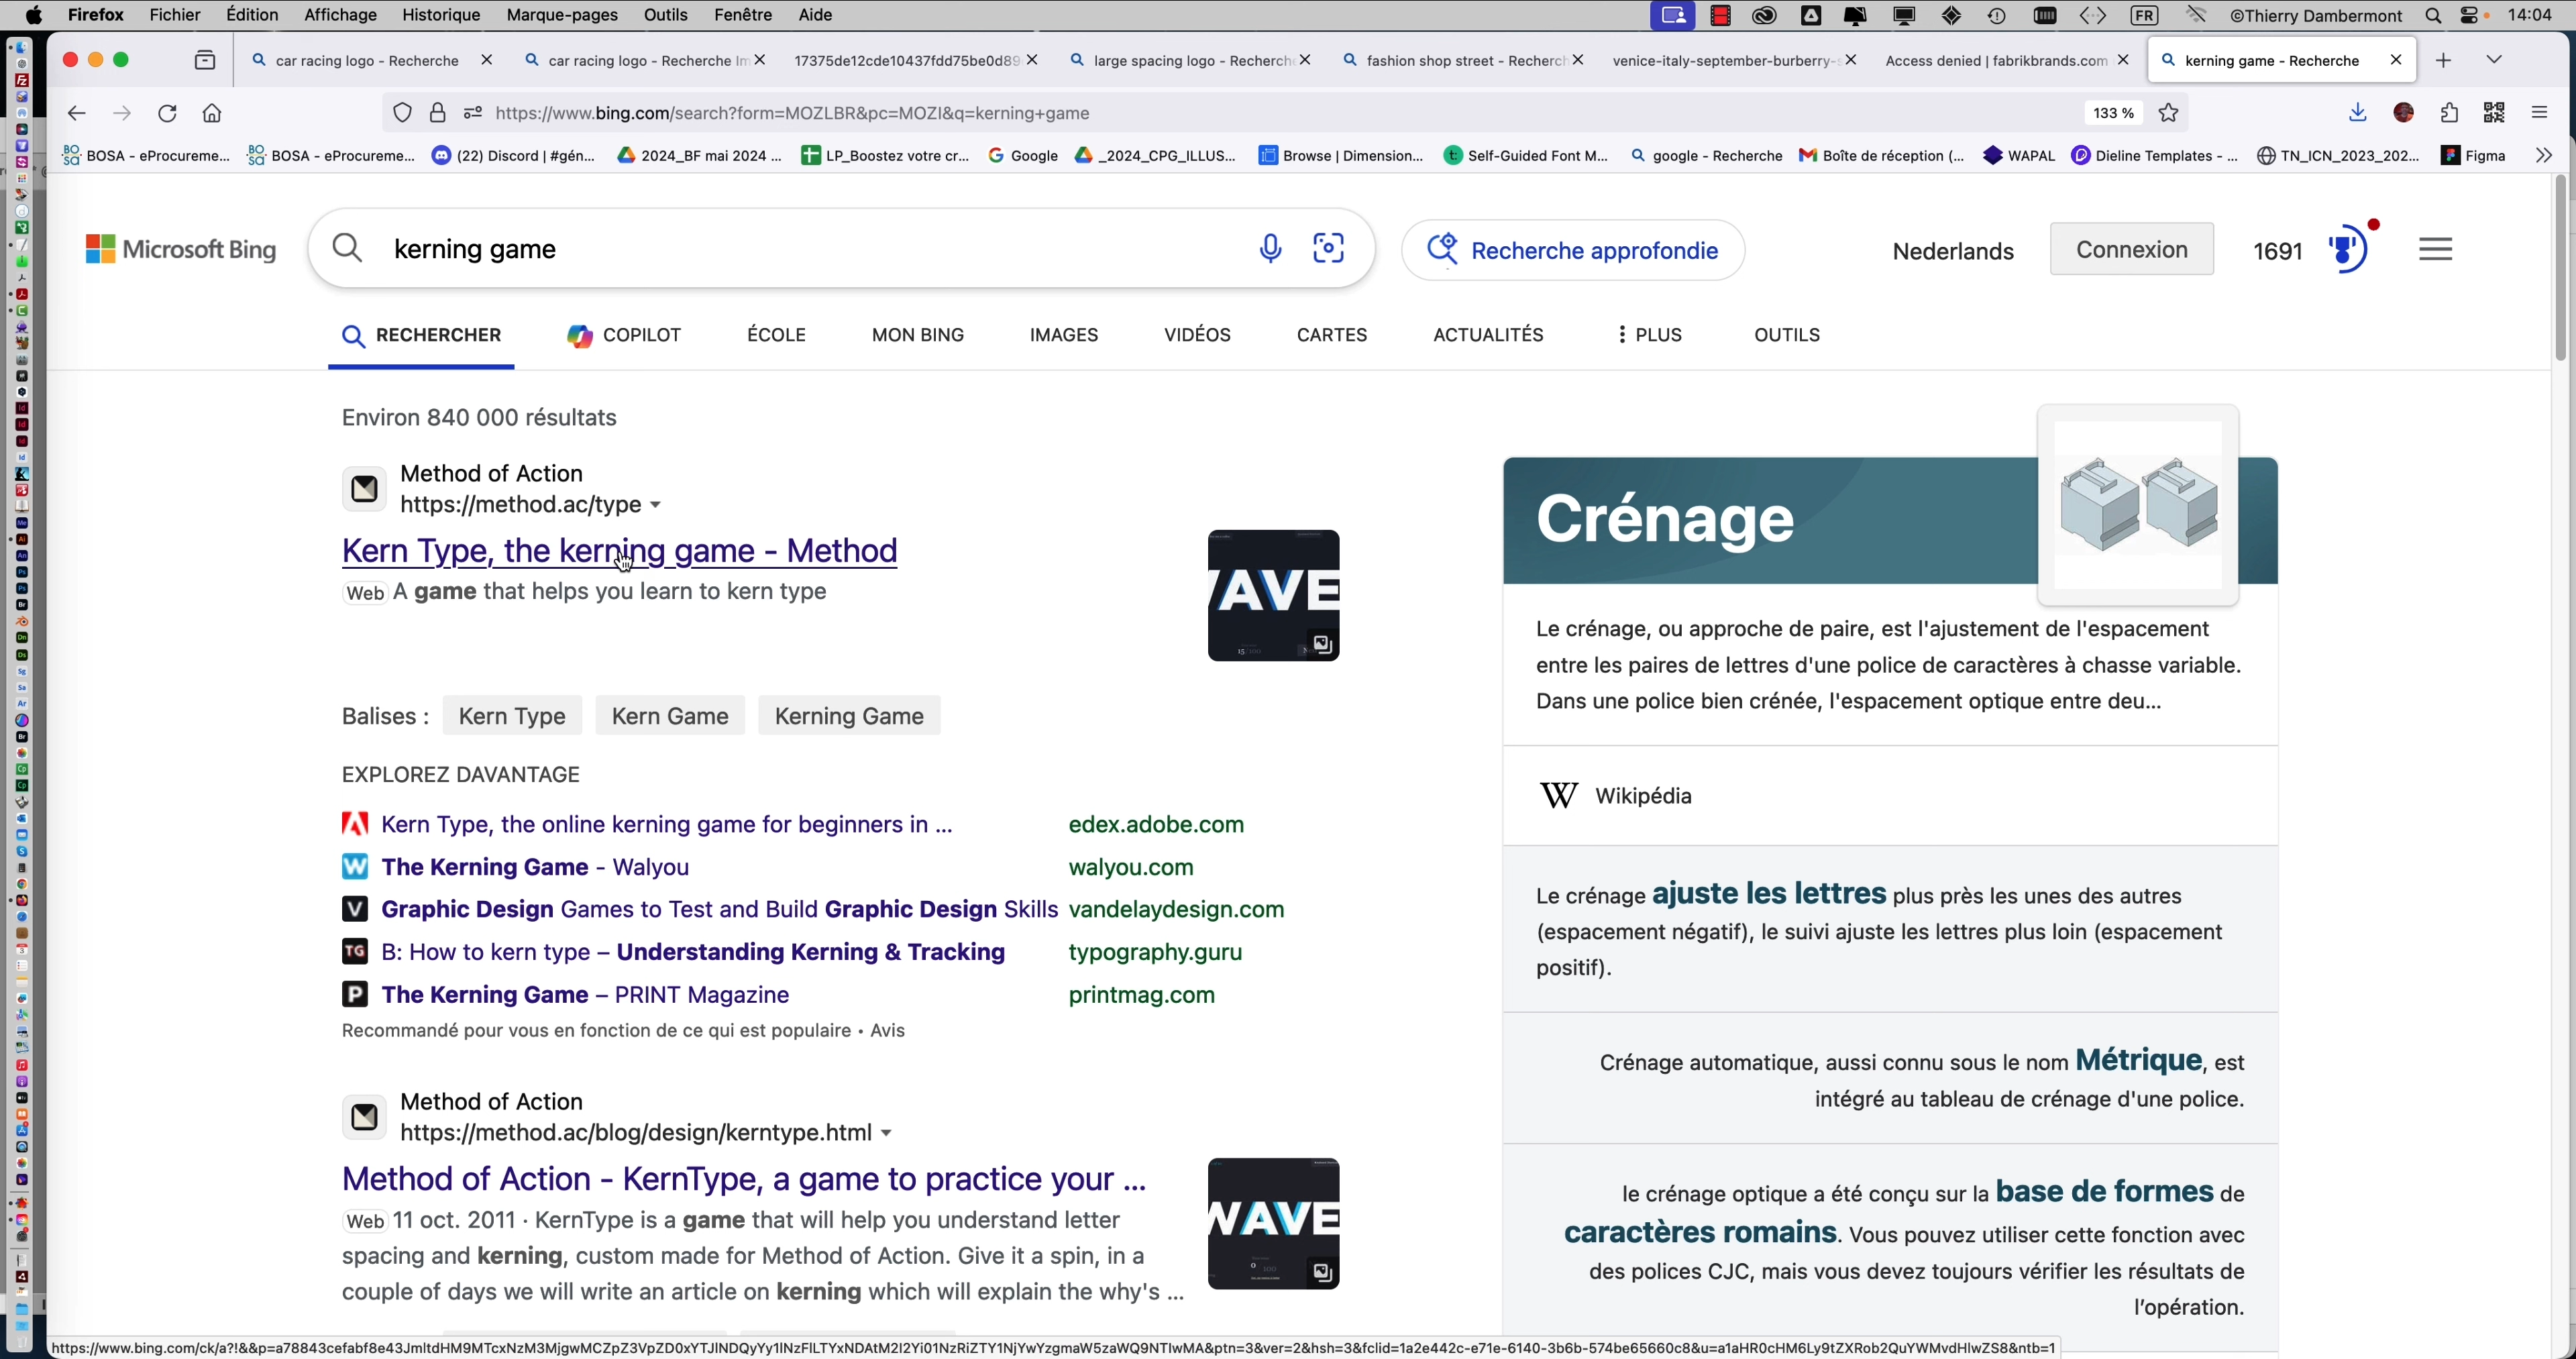 Firefox Fichier Édition Affichage Historique Marque-pages Outils Fenêtre Aide FR ©Thierry Dambermont 14:04
car racing logo - Recherche
car racing logo - Recherche Im
17375de12cde10437fdd75be0d89
large spacing logo - Recherche
fashion shop street - Recherch
venice-italy-september-burberry-s
Access denied | fabrikbrands.com
kerning game - Recherche
https://www.bing.com/search?form=MOZLBR&pc=MOZI&q=kerning+game 133 %
BOSA - eProcureme... BOSA - eProcureme... (22) Discord | #gén... 2024_BF mai 2024 ... LP_Boostez votre cr... Google _2024_CPG_ILLUS... Browse | Dimension... Self-Guided Font M... google - Recherche Boîte de réception (... WAPAL Dieline Templates - ... TN_ICN_2023_202... Figma
Microsoft Bing
kerning game
Recherche approfondie
Nederlands Connexion 1691
RECHERCHER COPILOT ÉCOLE MON BING IMAGES VIDÉOS CARTES ACTUALITÉS PLUS OUTILS
Environ 840 000 résultats
Method of Action
https://method.ac/type
Kern Type, the kerning game - Method
Web A game that helps you learn to kern type
WAVE
15/100
Balises : Kern Type Kern Game Kerning Game
EXPLOREZ DAVANTAGE
Kern Type, the online kerning game for beginners in ... edex.adobe.com
The Kerning Game - Walyou walyou.com
Graphic Design Games to Test and Build Graphic Design Skills vandelaydesign.com
B: How to kern type – Understanding Kerning & Tracking typography.guru
The Kerning Game – PRINT Magazine printmag.com
Recommandé pour vous en fonction de ce qui est populaire • Avis
Method of Action
https://method.ac/blog/design/kerntype.html
Method of Action - KernType, a game to practice your ...
Web 11 oct. 2011 · KernType is a game that will help you understand letter
spacing and kerning, custom made for Method of Action. Give it a spin, in a
couple of days we will write an article on kerning which will explain the why's ...
WAVE
0 100
Crénage
Le crénage, ou approche de paire, est l'ajustement de l'espacement
entre les paires de lettres d'une police de caractères à chasse variable.
Dans une police bien crénée, l'espacement optique entre deu...
Wikipédia
Le crénage ajuste les lettres plus près les unes des autres
(espacement négatif), le suivi ajuste les lettres plus loin (espacement
positif).
Crénage automatique, aussi connu sous le nom Métrique, est
intégré au tableau de crénage d'une police.
le crénage optique a été conçu sur la base de formes de
caractères romains. Vous pouvez utiliser cette fonction avec
des polices CJC, mais vous devez toujours vérifier les résultats de
l'opération.